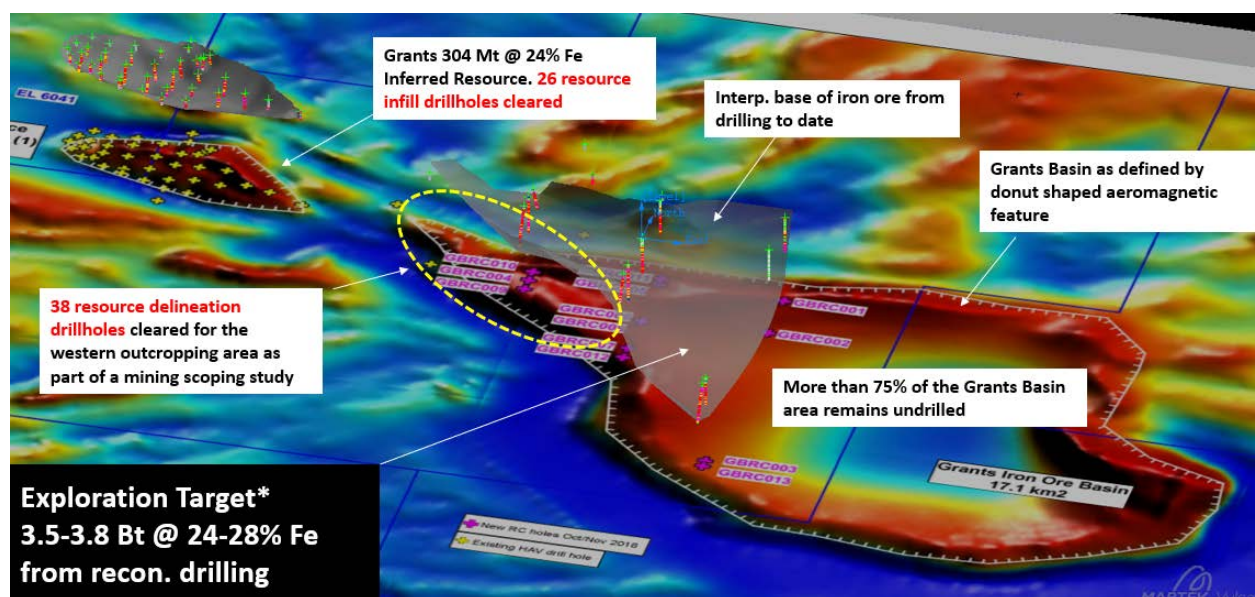 Grants 304 Mt @ 24% Fe
Inferred Resource. 26 resource
infill drillholes cleared
Interp. base of iron ore from
drilling to date
Grants Basin as defined by
donut shaped aeromagnetic
feature
EL 6041
(1)
38 resource delineation
drillholes cleared for the
western outcropping area as
part of a mining scoping study
GBRC010
GBRC004
GBRC009
GBRC012
GBRC001
GBRC002
More than 75% of the Grants Basin
area remains undrilled
GBRC003
GBRC013
Grants Iron Ore Basin
17.1 km2
Exploration Target*
3.5-3.8 Bt @ 24-28% Fe
from recon. drilling
New RC holes Oct/Nov 2018
Existing HAV drill hole